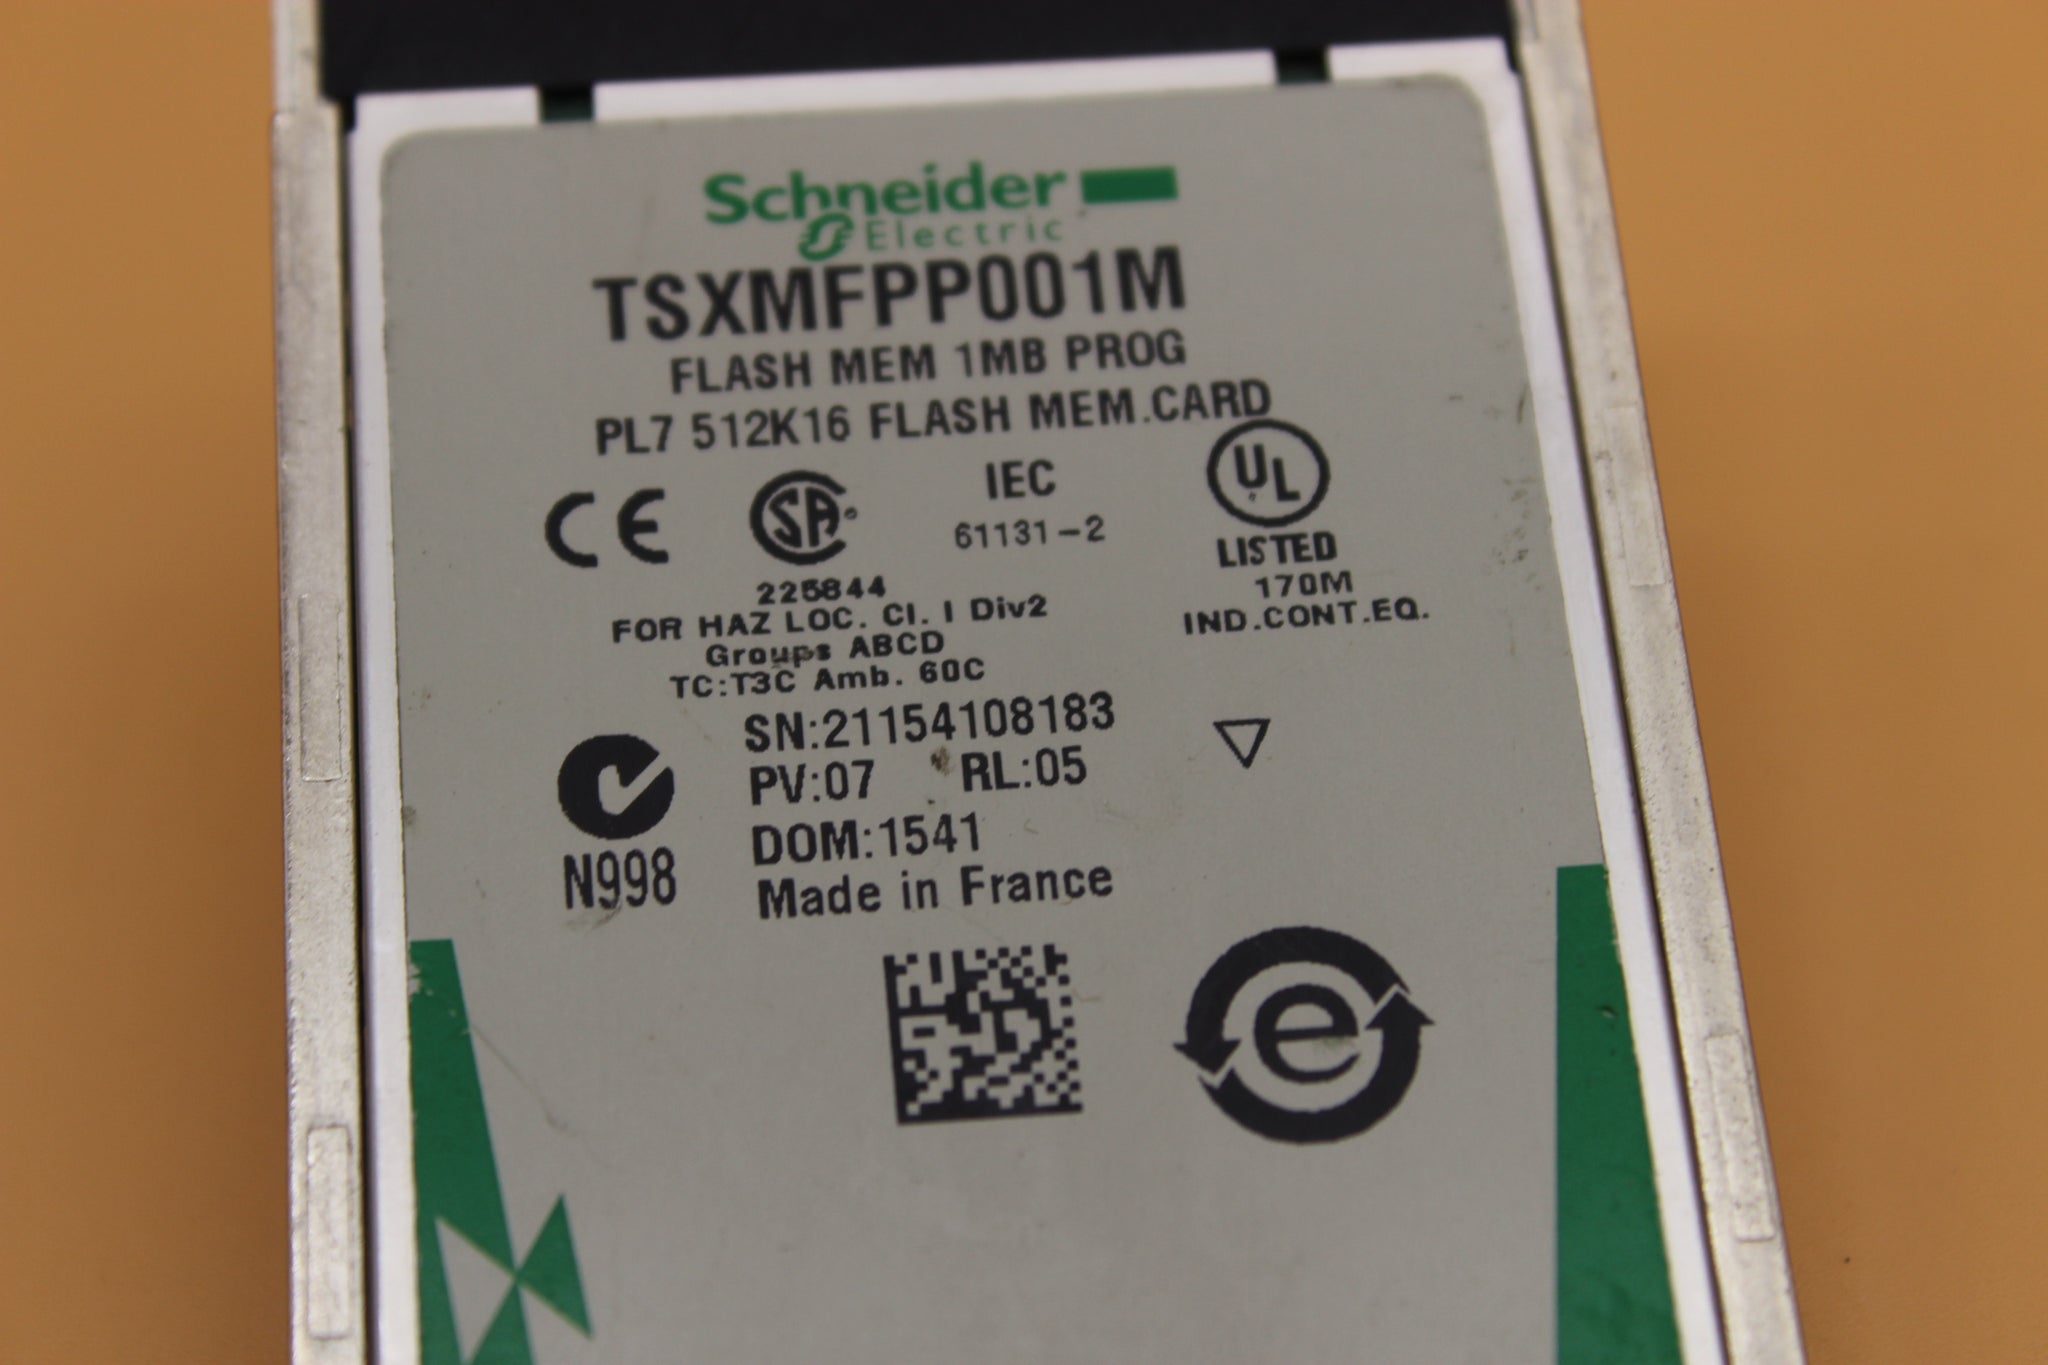 Schneider
Electric
TSXMFPP001M
FLASH MEM 1MB PROG
PL7 512K16 FLASH MEM.CARD
CE SA IEC UL
61131-2
LISTED
225844 170M
FOR HAZ LOC. Cl. I Div2 IND.CONT.EQ.
Groups ABCD
TC:T3C Amb. 60C
SN:21154108183
PV:07 RL:05
DOM:1541
N998 Made in France
e